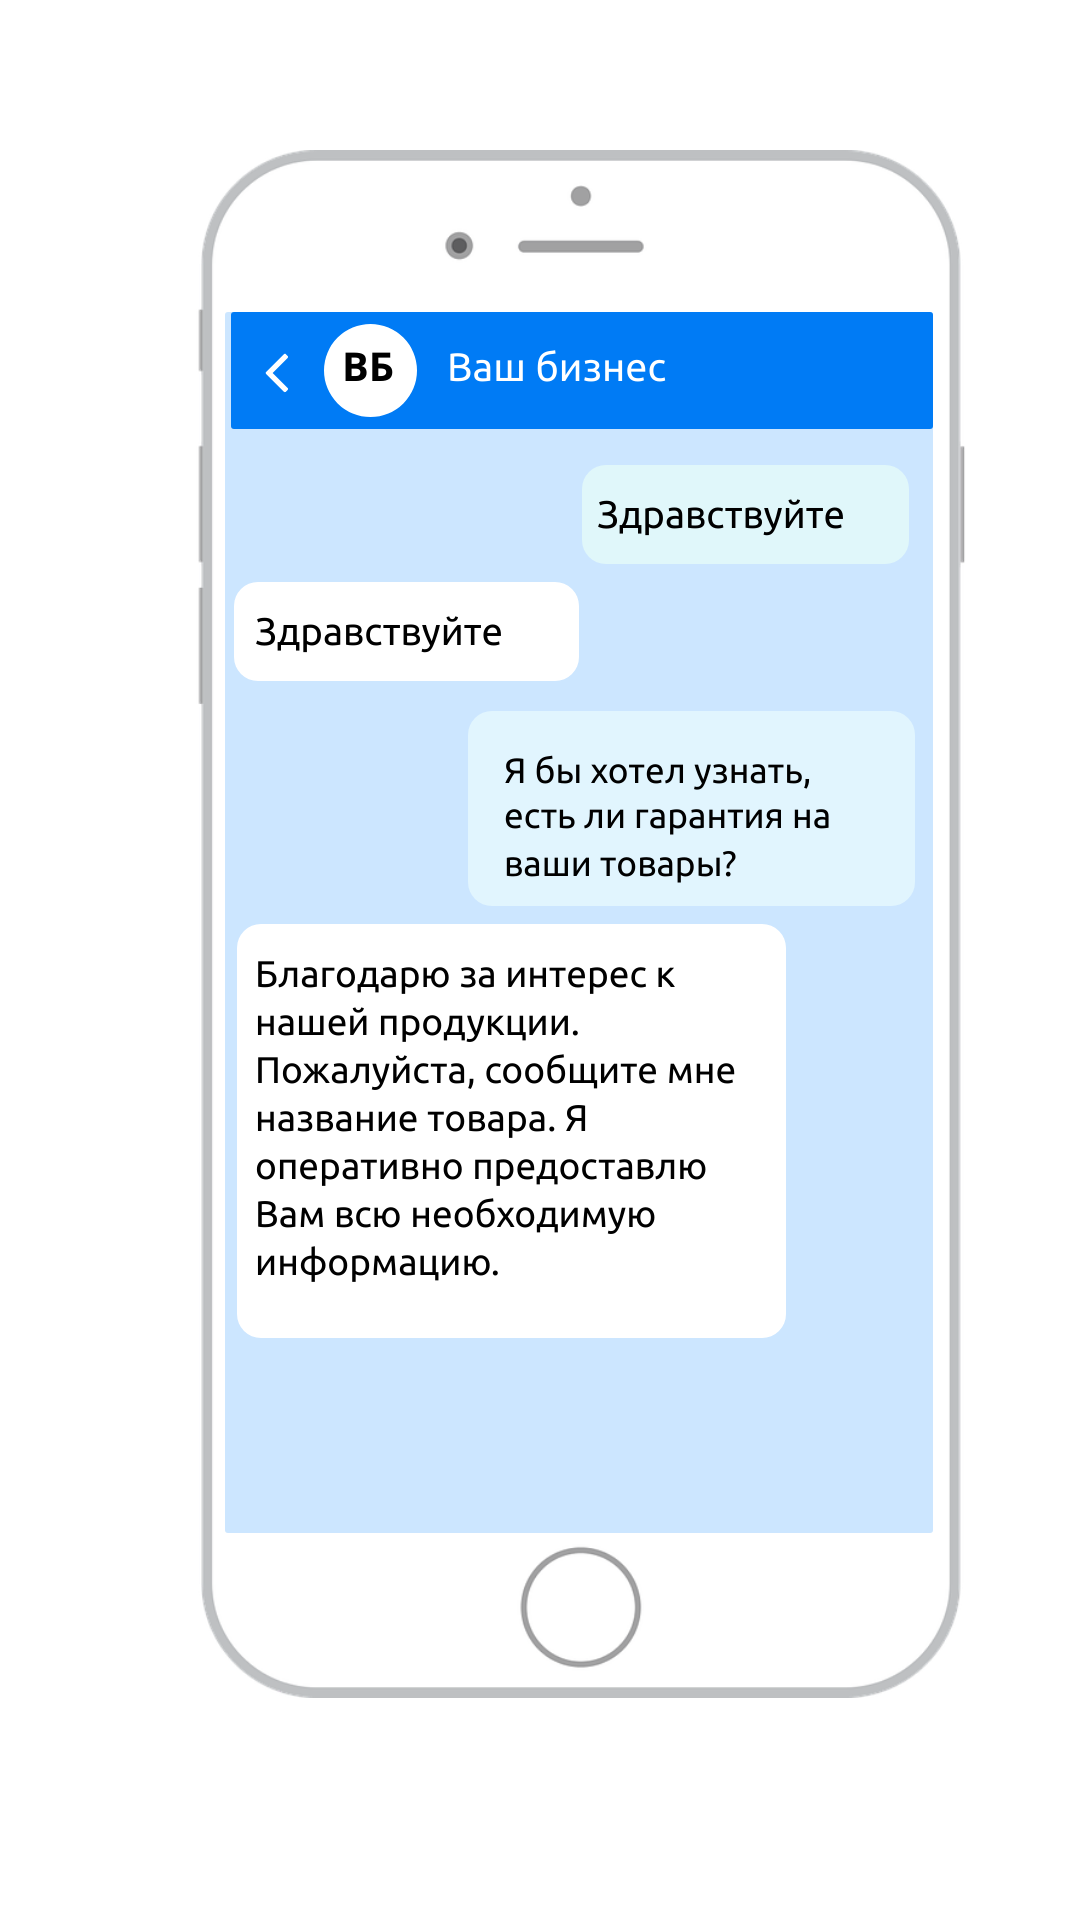 ВБ Ваш бизнес
Здравствуйте
Здравствуйте
Я бы хотел узнать,
есть ли гарантия на
ваши товары?
Благодарю за интерес к
нашей продукции.
Пожалуйста, сообщите мне
название товара. Я
оперативно предоставлю
Вам всю необходимую
информацию.